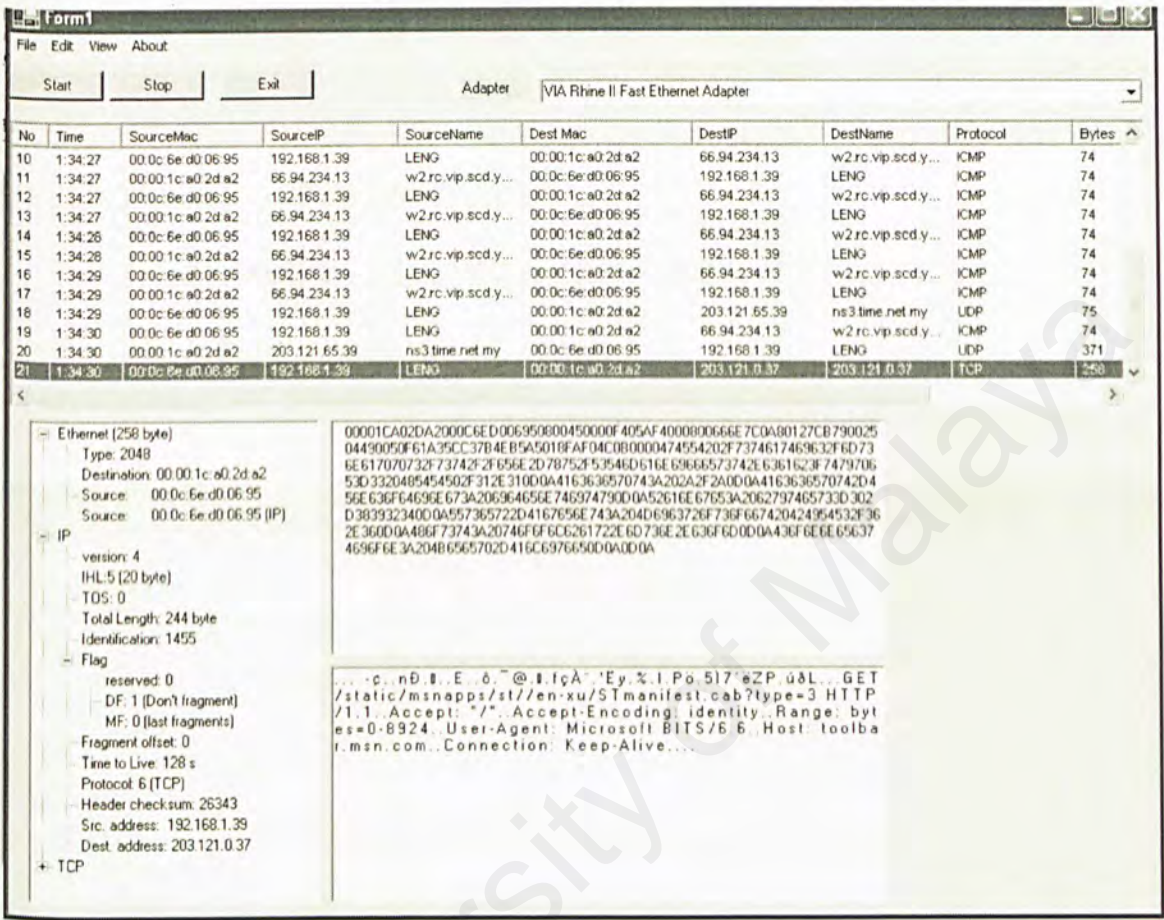 Form1
File Edit View About
Start Stop Exit Adapter VIA Rhine II Fast Ethernet Adapter
No Time SourceMac SourceIP SourceName Dest Mac DestIP DestName Protocol Bytes
10 1:34:27 00:0c:6e:d0:06:95 192.168.1.39 LENG 00:00:1c:a0:2d:a2 66.94.234.13 w2.rc.vip.scd.y... ICMP 74
11 1:34:27 00:00:1c:a0:2d:a2 66.94.234.13 w2.rc.vip.scd.y... 00:0c:6e:d0:06:95 192.168.1.39 LENG ICMP 74
12 1:34:27 00:0c:6e:d0:06:95 192.168.1.39 LENG 00:00:1c:a0:2d:a2 66.94.234.13 w2.rc.vip.scd.y... ICMP 74
13 1:34:27 00:00:1c:a0:2d:a2 66.94.234.13 w2.rc.vip.scd.y... 00:0c:6e:d0:06:95 192.168.1.39 LENG ICMP 74
14 1:34:28 00:0c:6e:d0:06:95 192.168.1.39 LENG 00:00:1c:a0:2d:a2 66.94.234.13 w2.rc.vip.scd.y... ICMP 74
15 1:34:28 00:00:1c:a0:2d:a2 66.94.234.13 w2.rc.vip.scd.y... 00:0c:6e:d0:06:95 192.168.1.39 LENG ICMP 74
16 1:34:29 00:0c:6e:d0:06:95 192.168.1.39 LENG 00:00:1c:a0:2d:a2 66.94.234.13 w2.rc.vip.scd.y... ICMP 74
17 1:34:29 00:00:1c:a0:2d:a2 66.94.234.13 w2.rc.vip.scd.y... 00:0c:6e:d0:06:95 192.168.1.39 LENG ICMP 74
18 1:34:29 00:0c:6e:d0:06:95 192.168.1.39 LENG 00:00:1c:a0:2d:a2 203.121.65.39 ns3.time.net.my UDP 75
19 1:34:30 00:0c:6e:d0:06:95 192.168.1.39 LENG 00:00:1c:a0:2d:a2 66.94.234.13 w2.rc.vip.scd.y... ICMP 74
20 1:34:30 00:00:1c:a0:2d:a2 203.121.65.39 ns3.time.net.my 00:0c:6e:d0:06:95 192.168.1.39 LENG UDP 371
21 1:34:30 00:0c:6e:d0:06:95 192.168.1.39 LENG 00:00:1c:a0:2d:a2 203.121.0.37 203.121.0.37 TCP 258
Ethernet (258 byte)
Type: 2048
Destination: 00:00:1c:a0:2d:a2
Source: 00:0c:6e:d0:06:95
Source: 00:0c:6e:d0:06:95 (IP)
IP
version: 4
IHL:5 (20 byte)
TOS: 0
Total Length: 244 byte
Identification: 1455
Flag
reserved: 0
DF: 1 (Don't fragment)
MF: 0 (last fragments)
Fragment offset: 0
Time to Live: 128 s
Protocol: 6 (TCP)
Header checksum: 26343
Src. address: 192.168.1.39
Dest. address: 203.121.0.37
TCP
00001CA02DA2000C6ED006950800450000F405AF4000800666E7C0A80127CB790025
04490050F61A35CC37B4EB5A5018FAF04C0B0000474554202F7374617469632F6D73
6E617070732F73742F2F656E2D78752F53546D616E69666573742E6361623F7479706
53D3320485454502F312E310D0A4163636570743A202A2F2A0D0A4163636570742D4
56E636F64696E673A206964656E746974790D0A52616E67653A2062797465733D302
D383932340D0A557365722D4167656E743A204D6963726F736F667420424954532F36
2E360D0A486F73743A20746F6F6C6261722E6D736E2E636F6D0D0A436F6E6E65637
4696F6E3A204B6565702D416C6976650D0A0D0A
GET
/static/msnapps/st//en-xu/STmanifest.cab?type=3 HTTP
/1.1..Accept: "/"..Accept-Encoding: identity..Range: byt
es=0-8924..User-Agent: Microsoft BITS/6.6..Host: toolba
r.msn.com..Connection: Keep-Alive....
University of Malaya